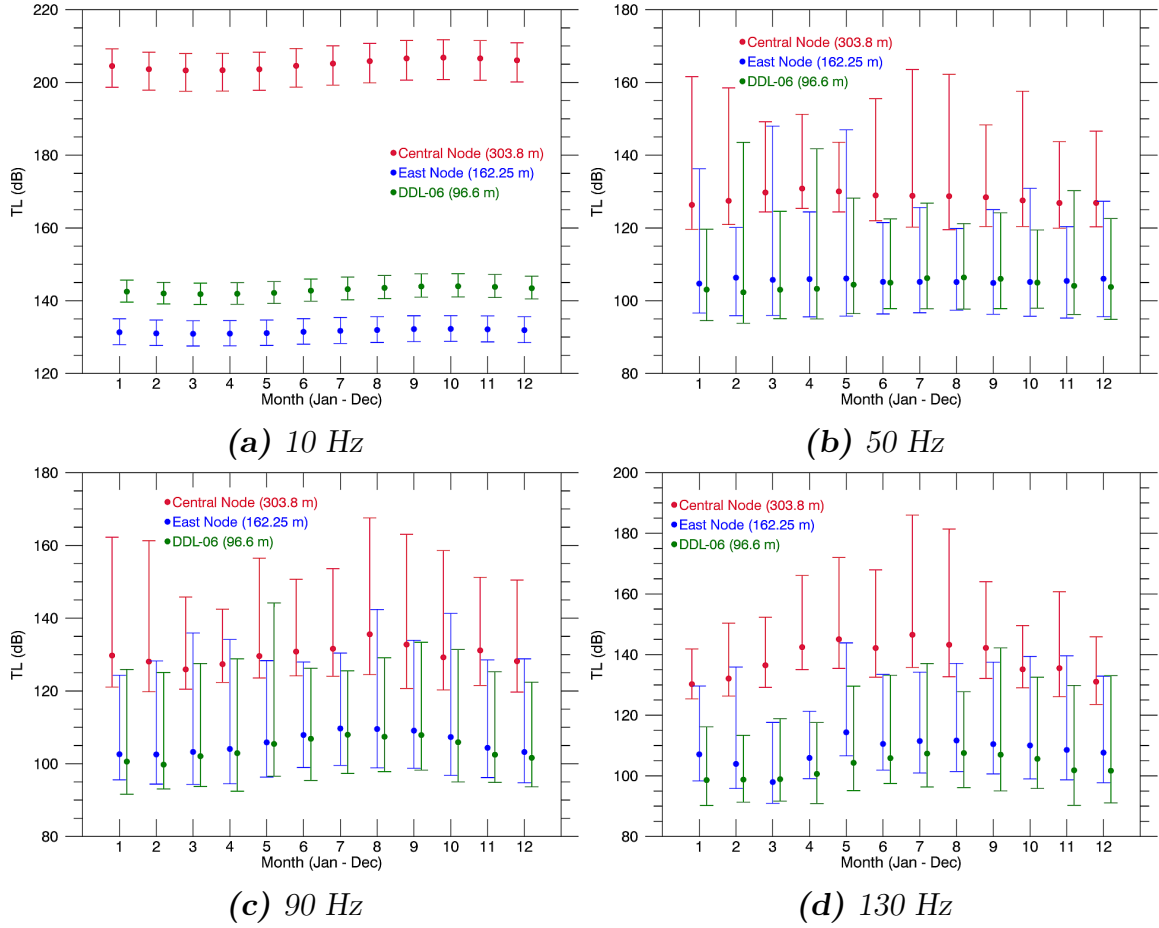 220
200
180
160
140
120
TL (dB)
Central Node (303.8 m)
East Node (162.25 m)
DDL-06 (96.6 m)
1 2 3 4 5 6 7 8 9 10 11 12
Month (Jan - Dec)
(a) 10 Hz
180
160
140
120
100
80
TL (dB)
Central Node (303.8 m)
East Node (162.25 m)
DDL-06 (96.6 m)
1 2 3 4 5 6 7 8 9 10 11 12
Month (Jan - Dec)
(b) 50 Hz
180
160
140
120
100
80
TL (dB)
Central Node (303.8 m)
East Node (162.25 m)
DDL-06 (96.6 m)
1 2 3 4 5 6 7 8 9 10 11 12
Month (Jan - Dec)
(c) 90 Hz
200
180
160
140
120
100
80
TL (dB)
Central Node (303.8 m)
East Node (162.25 m)
DDL-06 (96.6 m)
1 2 3 4 5 6 7 8 9 10 11 12
Month (Jan - Dec)
(d) 130 Hz